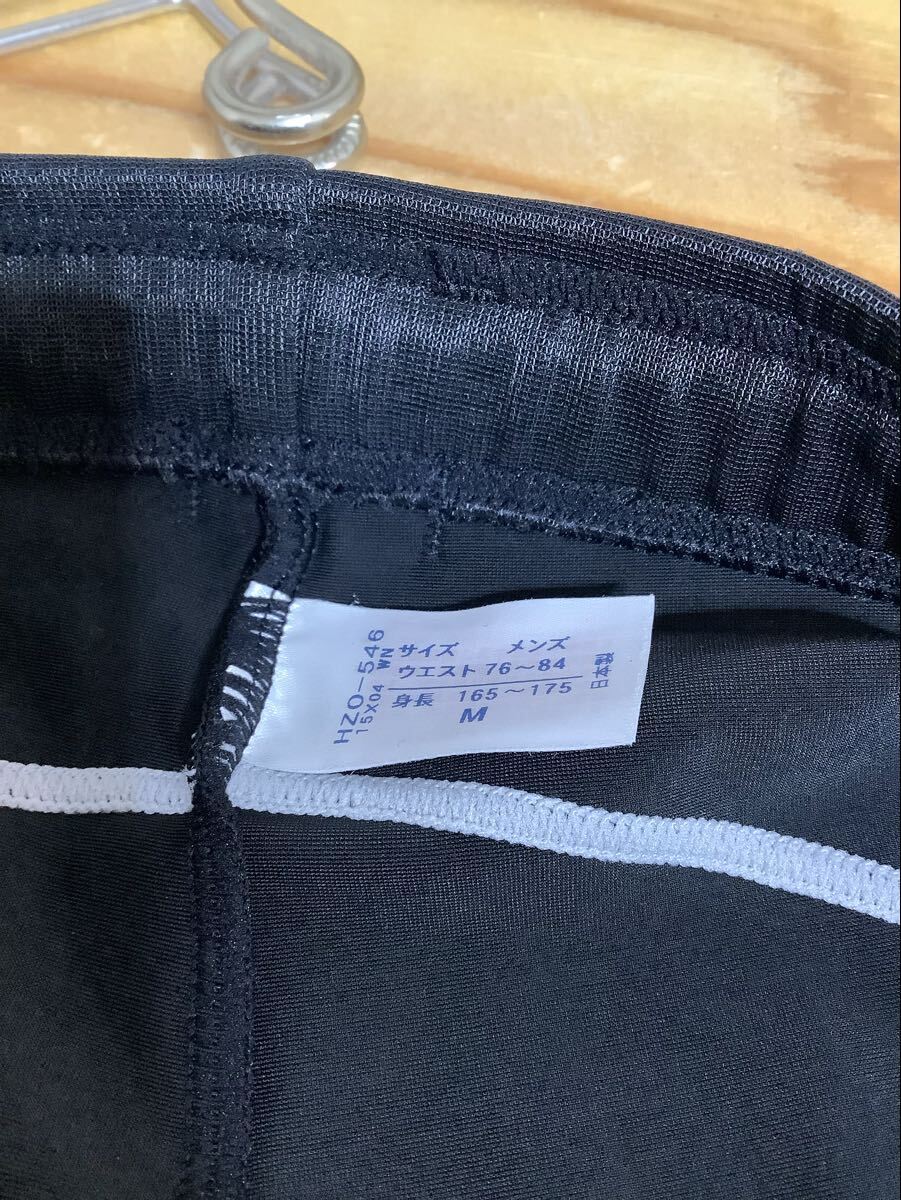 HZO-546
15X04 WN
サイズ メンズ
ウエスト 76～84
身長 165～175
M
日本製